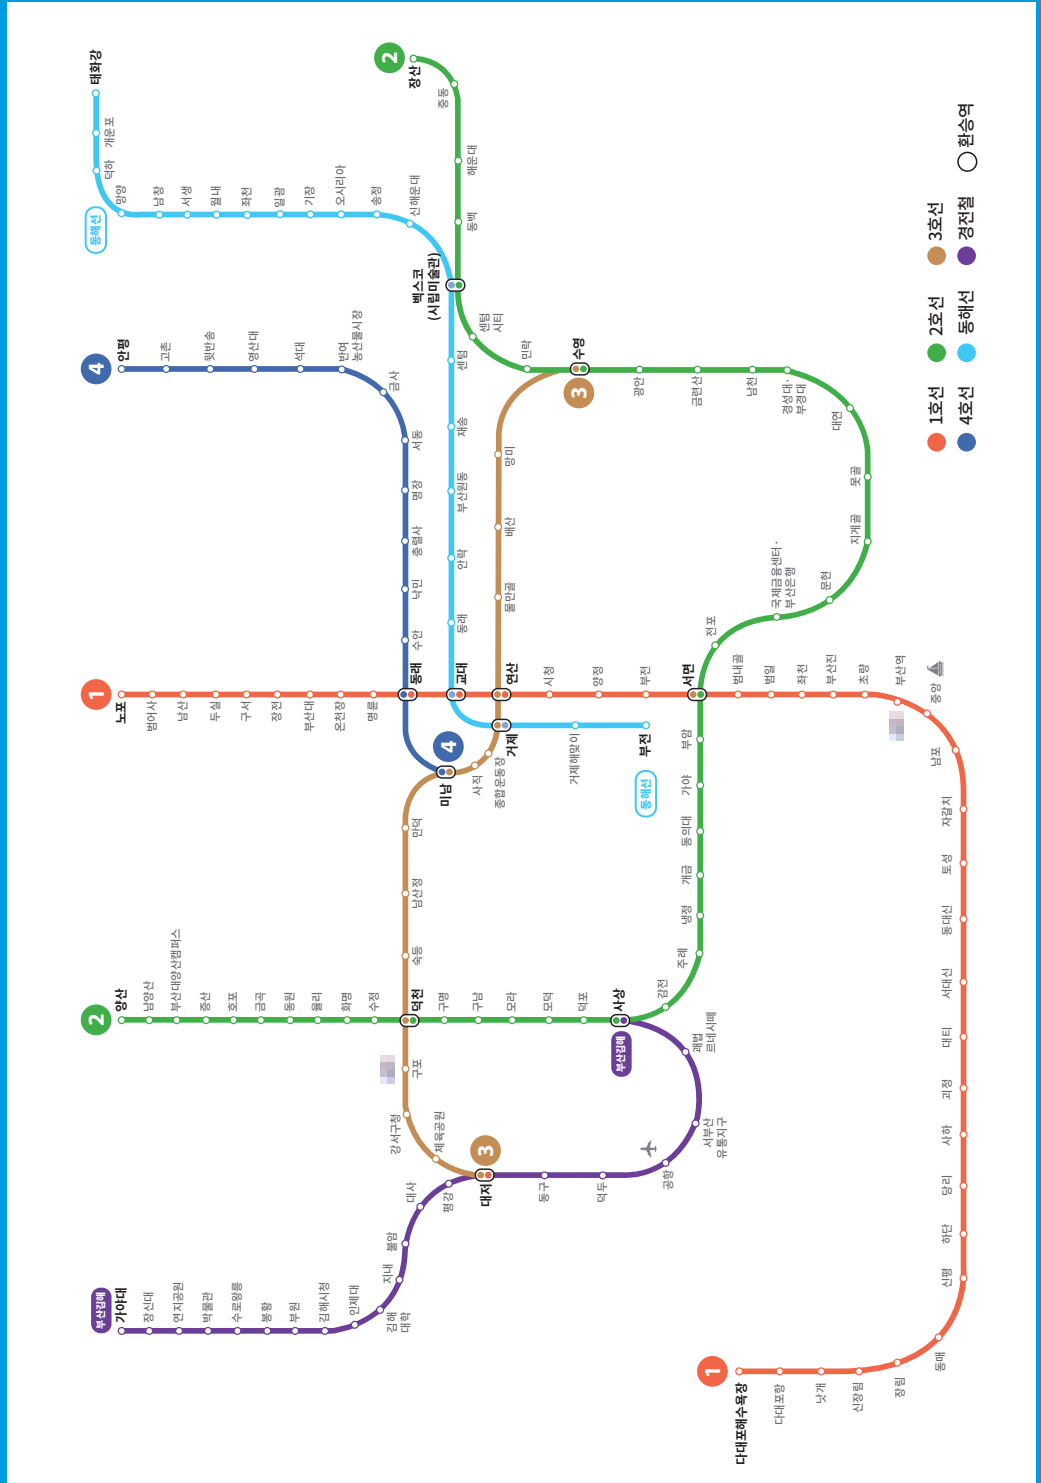 1호선
2호선
3호선
4호선
동해선
경전철
환승역
1
노포
범어사
남산
두실
구서
장전
부산대
온천장
명륜
동래
교대
연산
시청
양정
부전
서면
범내골
범일
좌천
부산진
초량
부산역
중앙
남포
자갈치
토성
동대신
서대신
대티
괴정
사하
당리
하단
신평
동매
장림
신장림
낫개
다대포항
다대포해수욕장
1
2
장산
중동
해운대
동백
벡스코
(시립미술관)
센텀
시티
민락
수영
광안
금련산
남천
경성대·
부경대
대연
못골
지게골
문현
국제금융센터·
부산은행
전포
부암
가야
동의대
개금
냉정
주례
감전
사상
덕포
모덕
모라
구남
구명
덕천
수정
화명
율리
동원
금곡
호포
증산
부산대양산캠퍼스
남양산
양산
2
3
망미
배산
물만골
거제
종합운동장
사직
미남
만덕
남산정
숙등
구포
강서구청
체육공원
대저
3
4
안평
고촌
윗반송
영산대
석대
반여
농산물시장
금사
서동
명장
충렬사
낙민
수안
4
태화강
개운포
덕하
망양
남창
서생
월내
좌천
일광
기장
오시리아
송정
신해운대
동해선
센텀
재송
부산원동
안락
동래
거제해맞이
부전
동해선
부산김해
괘법
르네시떼
서부산
유통지구
공항
덕두
등구
평강
대사
불암
지내
김해
대학
인제대
김해시청
부원
봉황
수로왕릉
박물관
연지공원
장신대
가야대
부산김해